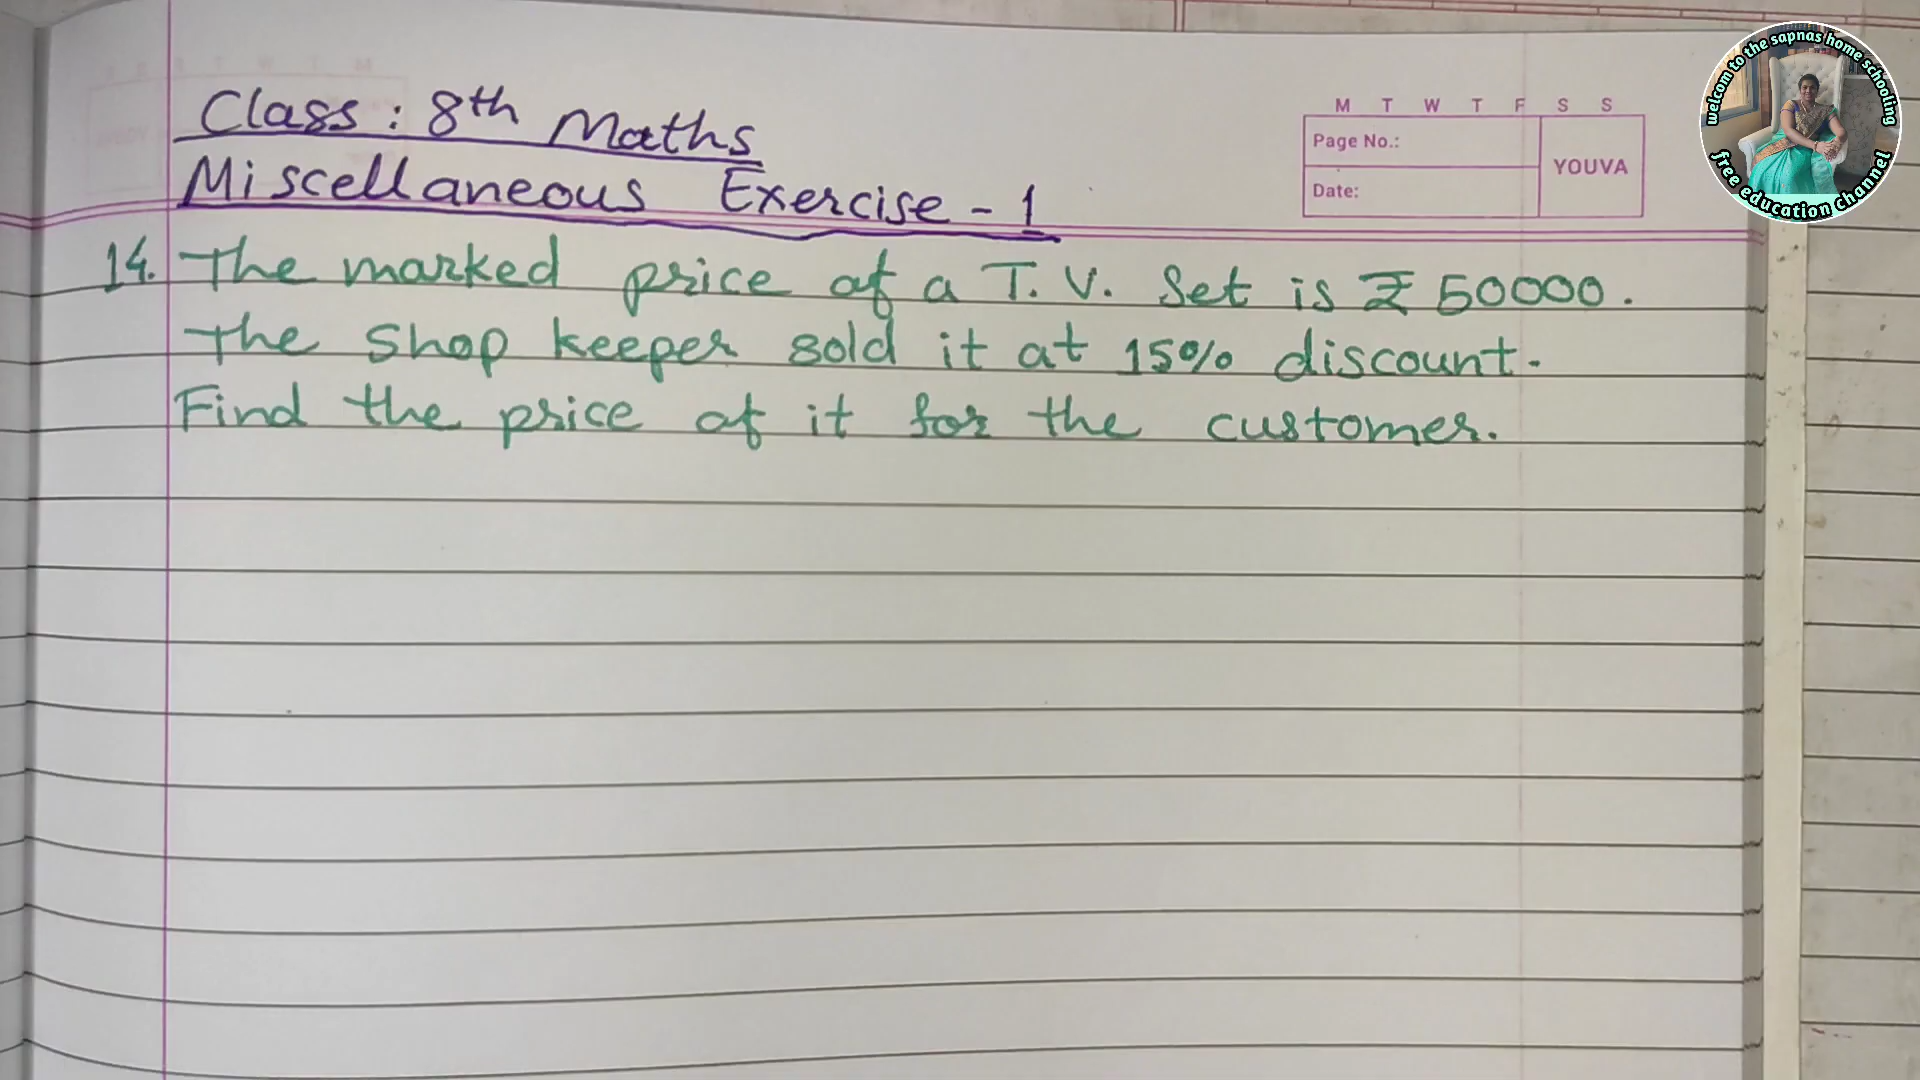 Class : 8th Maths
Miscellaneous Exercise - 1
14. The marked price of a T.V. Set is ₹ 50000.
The Shop keeper sold it at 15% discount.
Find the price of it for the customer.
M T W T F S S
Page No.:
Date:
YOUVA
welcom to the sapnas home schooling
free education channel